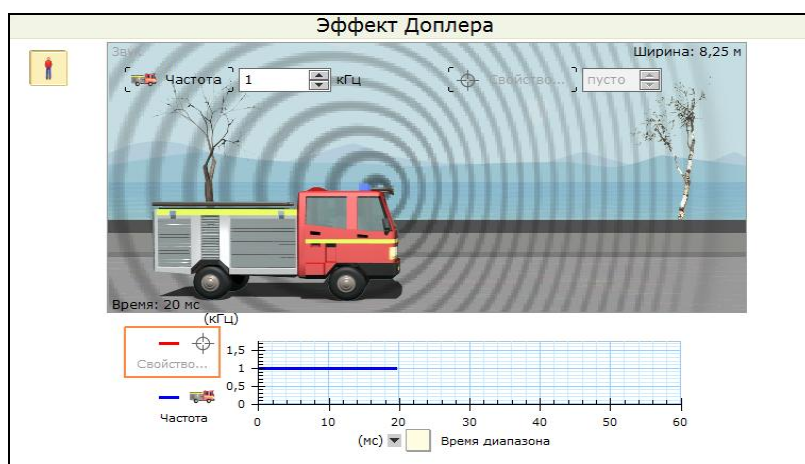 Эффект Доплера
Звук
Ширина: 8,25 м
Частота 1 кГц
Свойство... пусто
Время: 20 мс
(кГц)
Свойство...
Частота
1,5
1
0,5
0
0 10 20 30 40 50 60
(мс) Время диапазона